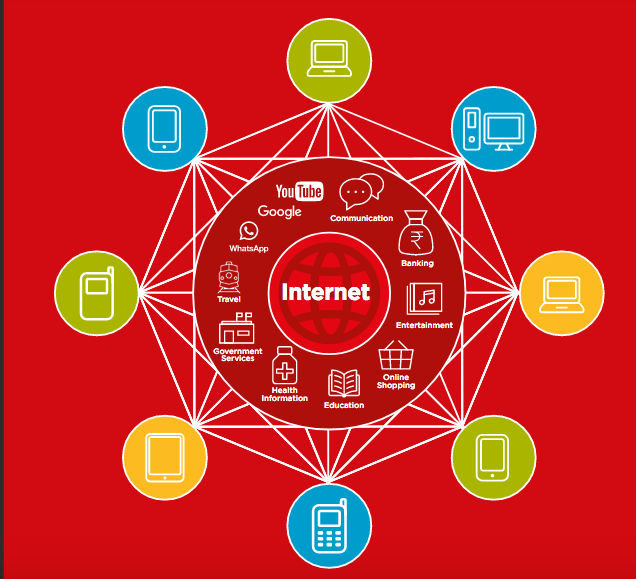 YouTube
Google
Communication
WhatsApp
₹
Banking
Internet
Travel
Entertainment
Government
Services
Online
Shopping
Health
Information
Education